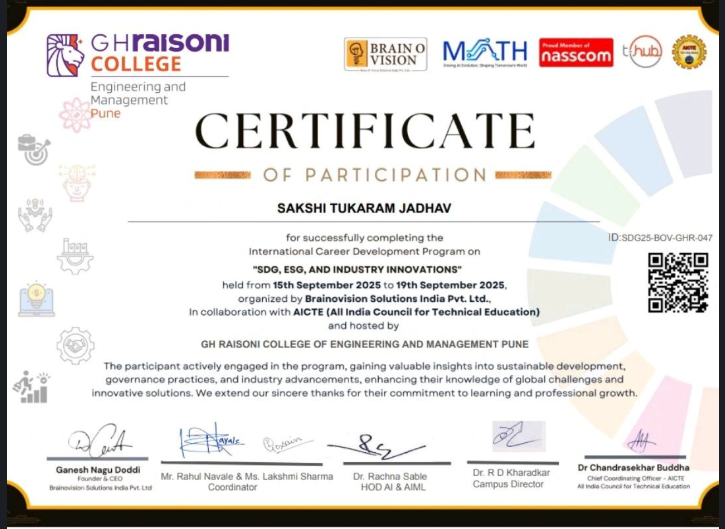 GHRAISONI
COLLEGE
Engineering and
Management
Pune
BRAIN O
VISION
MATH
Proud Member of
nasscom
t-hub
AICTE
CERTIFICATE
OF PARTICIPATION
SAKSHI TUKARAM JADHAV
for successfully completing the
International Career Development Program on
"SDG, ESG, AND INDUSTRY INNOVATIONS"
held from 15th September 2025 to 19th September 2025,
organized by Brainovision Solutions India Pvt. Ltd.,
In collaboration with AICTE (All India Council for Technical Education)
and hosted by
GH RAISONI COLLEGE OF ENGINEERING AND MANAGEMENT PUNE
ID:SDG25-BOV-GHR-047
The participant actively engaged in the program, gaining valuable insights into sustainable development,
governance practices, and industry advancements, enhancing their knowledge of global challenges and
innovative solutions. We extend our sincere thanks for their commitment to learning and professional growth.
Ganesh Nagu Doddi
Founder & CEO
Brainovision Solutions India Pvt. Ltd
Mr. Rahul Navale & Ms. Lakshmi Sharma
Coordinator
Dr. Rachna Sable
HOD AI & AIML
Dr. R D Kharadkar
Campus Director
Dr Chandrasekhar Buddha
Chief Coordinating Officer - AICTE
All India Council for Technical Education